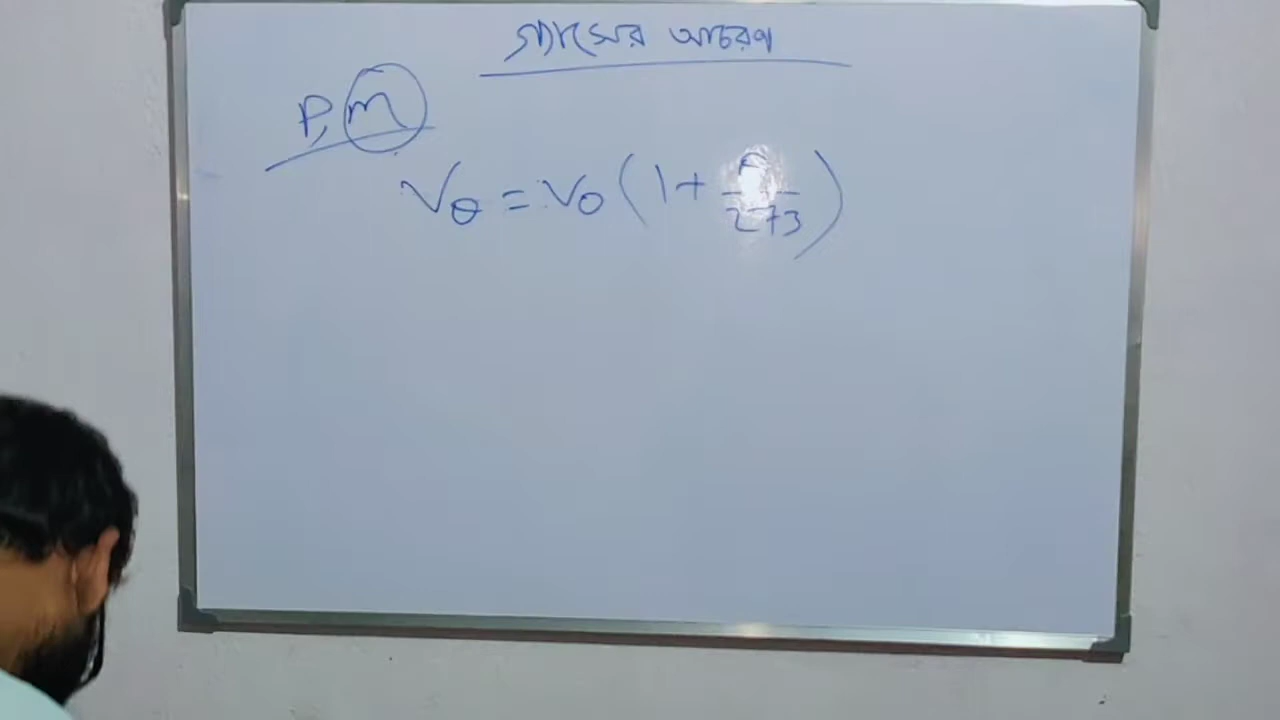 গ্যাসের আচরণ
P, m
Vθ = V0 (1 + /273)